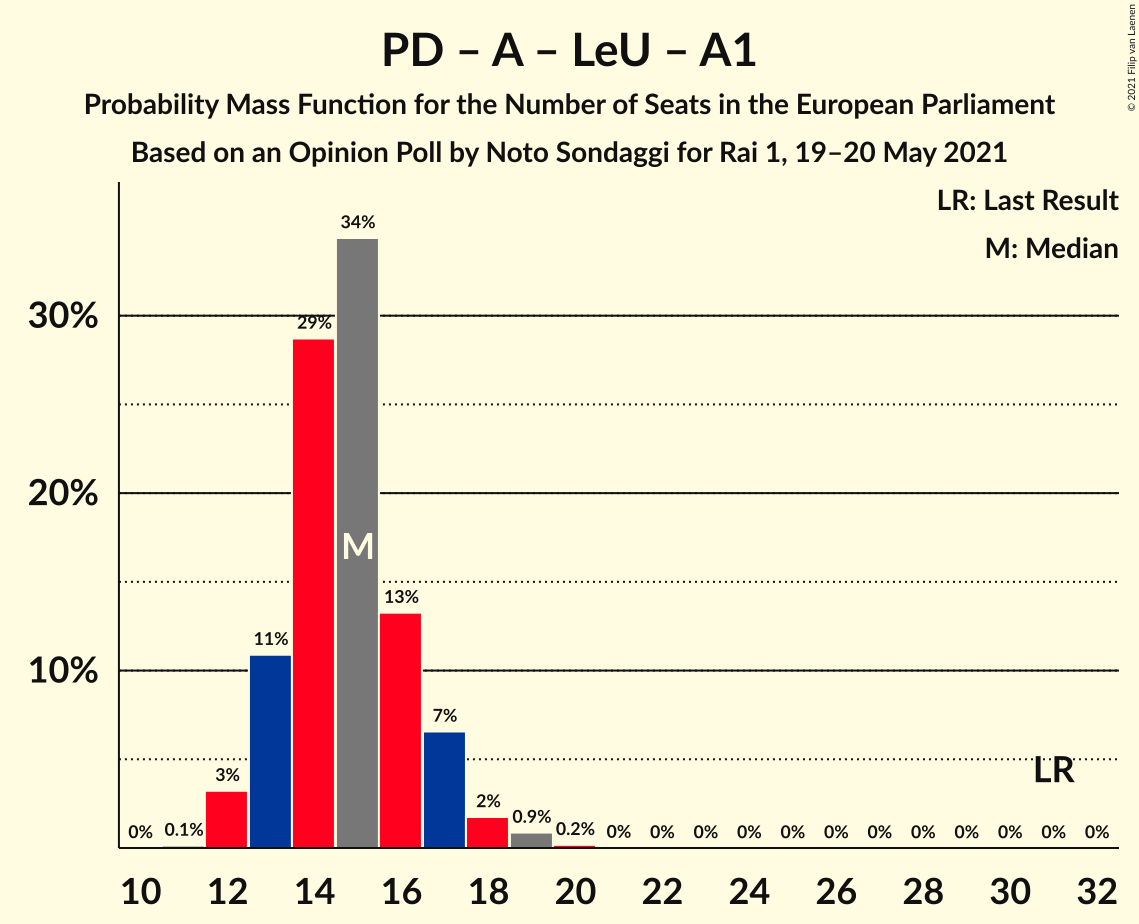 PD – A – LeU – A1
Probability Mass Function for the Number of Seats in the European Parliament
Based on an Opinion Poll by Noto Sondaggi for Rai 1, 19–20 May 2021
© 2021 Filip van Laenen
LR: Last Result
M: Median
30%
20%
10%
0%
0.1%
3%
11%
29%
34%
M
13%
7%
2%
0.9%
0.2%
0%
0%
0%
0%
0%
0%
0%
0%
0%
0%
0%
0%
LR
10 12 14 16 18 20 22 24 26 28 30 32